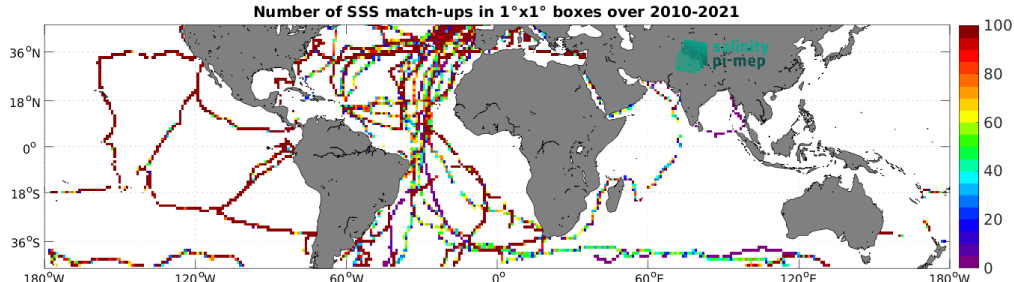 Number of SSS match-ups in 1°x1° boxes over 2010-2021
salinity
pi-mep
36°N
18°N
0°
18°S
36°S
180°W
120°W
60°W
0°
60°E
120°E
180°W
100
80
60
40
20
0